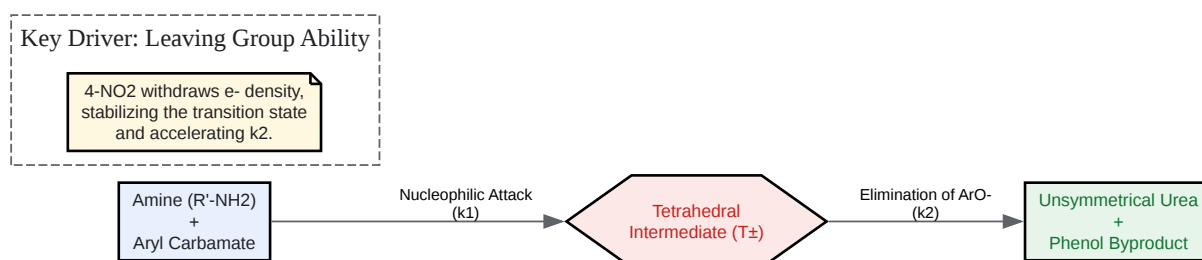 Key Driver: Leaving Group Ability
4-NO2 withdraws e- density,
stabilizing the transition state
and accelerating k2.
Amine (R'-NH2)
+
Aryl Carbamate
Nucleophilic Attack
(k1)
Tetrahedral
Intermediate (T±)
Elimination of ArO-
(k2)
Unsymmetrical Urea
+
Phenol Byproduct